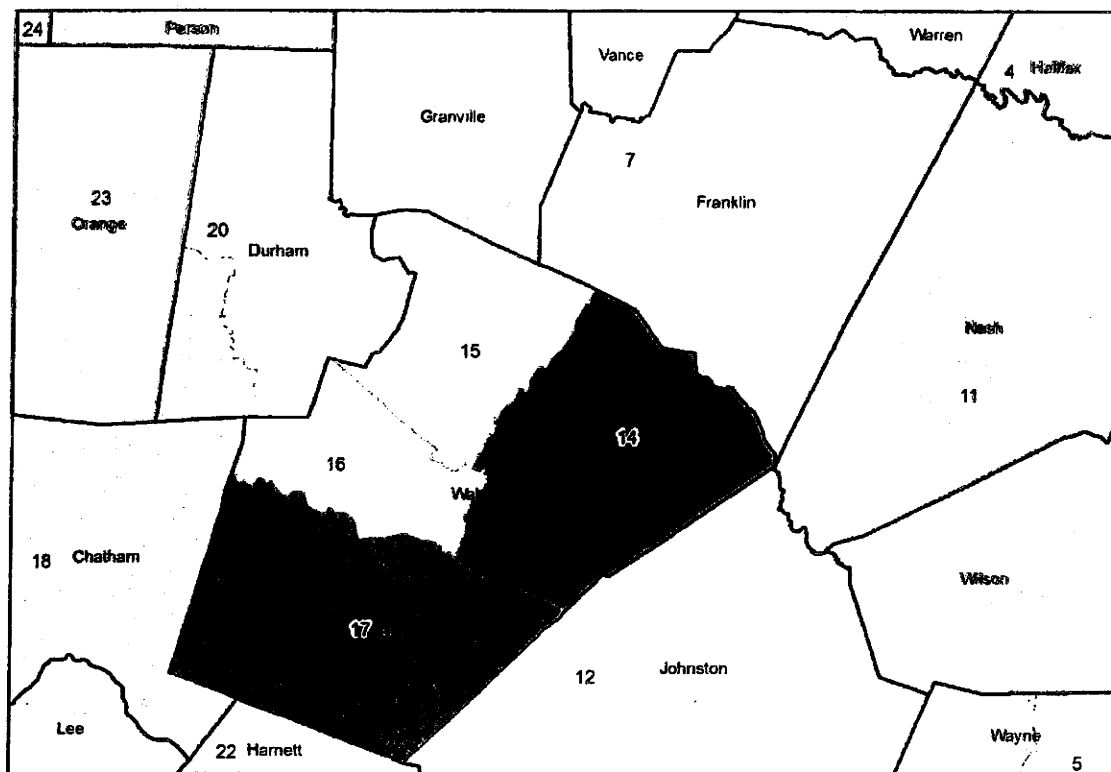 24
Person
Vance
Warren
4
Halifax
Granville
7
Franklin
23
Orange
20
Durham
Nash
15
11
14
16
Wa
18
Chatham
Wilson
17
12
Johnston
Lee
22
Harnett
Wayne
5